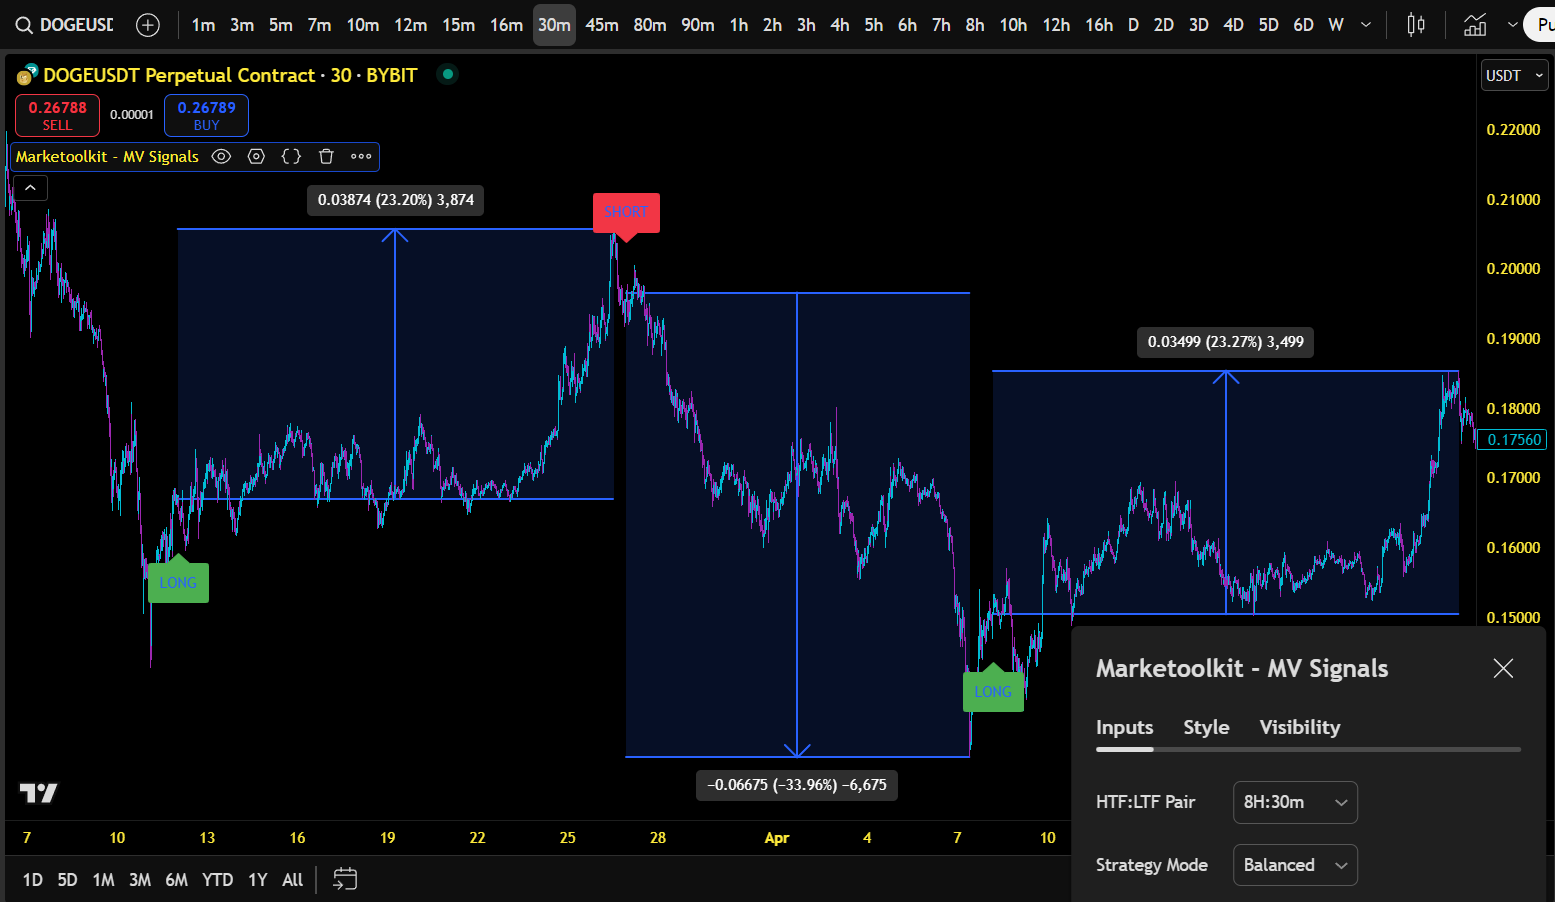 DOGEUSD 1m 3m 5m 7m 10m 12m 15m 16m 30m 45m 80m 90m 1h 2h 3h 4h 5h 6h 7h 8h 10h 12h 16h D 2D 3D 4D 5D 6D W Pu
DOGEUSDT Perpetual Contract · 30 · BYBIT
USDT
0.26788
SELL
0.00001
0.26789
BUY
Marketoolkit - MV Signals
0.03874 (23.20%) 3,874
SHORT
0.03499 (23.27%) 3,499
LONG
LONG
−0.06675 (−33.96%) −6,675
0.22000
0.21000
0.20000
0.19000
0.18000
0.17560
0.17000
0.16000
0.15000
Marketoolkit - MV Signals
Inputs Style Visibility
HTF:LTF Pair 8H:30m
Strategy Mode Balanced
7 10 13 16 19 22 25 28 Apr 4 7 10
1D 5D 1M 3M 6M YTD 1Y All